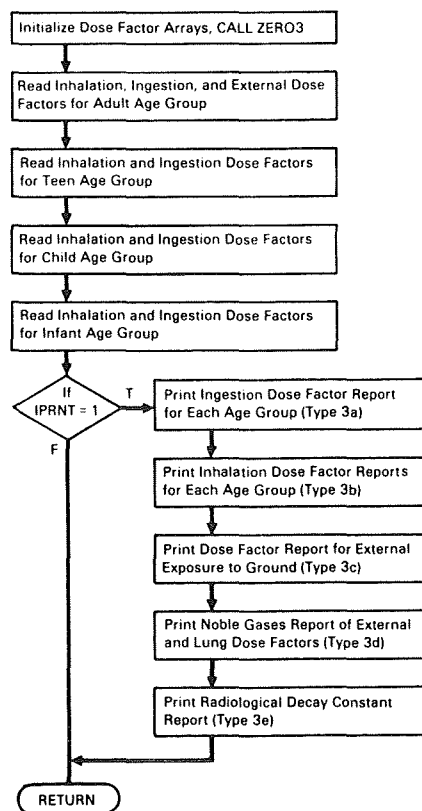 Initialize Dose Factor Arrays, CALL ZERO3
Read Inhalation, Ingestion, and External Dose
Factors for Adult Age Group
Read Inhalation and Ingestion Dose Factors
for Teen Age Group
Read Inhalation and Ingestion Dose Factors
for Child Age Group
Read Inhalation and Ingestion Dose Factors
for Infant Age Group
If
IPRNT = 1
T
F
Print Ingestion Dose Factor Report
for Each Age Group (Type 3a)
Print Inhalation Dose Factor Reports
for Each Age Group (Type 3b)
Print Dose Factor Report for External
Exposure to Ground (Type 3c)
Print Noble Gases Report of External
and Lung Dose Factors (Type 3d)
Print Radiological Decay Constant
Report (Type 3e)
RETURN